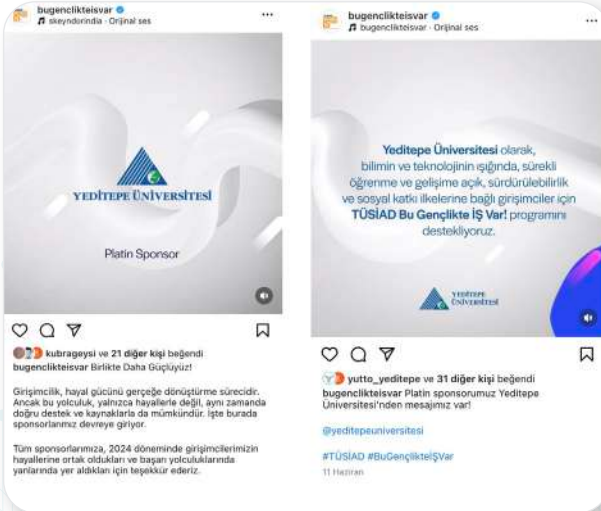 bugenclikteisvar
skeyndorindia · Orijinal ses
YEDİTEPE ÜNİVERSİTESİ
Platin Sponsor
kubrageysi ve 21 diğer kişi beğendi
bugenclikteisvar Birlikte Daha Güçlüyüz!
Girişimcilik, hayal gücünü gerçeğe dönüştürme sürecidir.
Ancak bu yolculuk, yalnızca hayallerle değil, aynı zamanda
doğru destek ve kaynaklarla da mümkündür. İşte burada
sponsorlarımız devreye giriyor.
Tüm sponsorlarımıza, 2024 döneminde girişimcilerimizin
hayallerine ortak oldukları ve başarı yolculuklarında
yanlarında yer aldıkları için teşekkür ederiz.
bugenclikteisvar
bugenclikteisvar · Orijinal ses
Yeditepe Üniversitesi olarak,
bilimin ve teknolojinin ışığında, sürekli
öğrenme ve gelişime açık, sürdürülebilirlik
ve sosyal katkı ilkelerine bağlı girişimciler için
TÜSİAD Bu Gençlikte İŞ Var! programını
destekliyoruz.
YEDİTEPE
ÜNİVERSİTESİ
yutto_yeditepe ve 31 diğer kişi beğendi
bugenclikteisvar Platin sponsorumuz Yeditepe
Üniversitesi'nden mesajımız var!
@yeditepeuniversitesi
#TÜSİAD #BuGençlikteİŞVar
11 Haziran